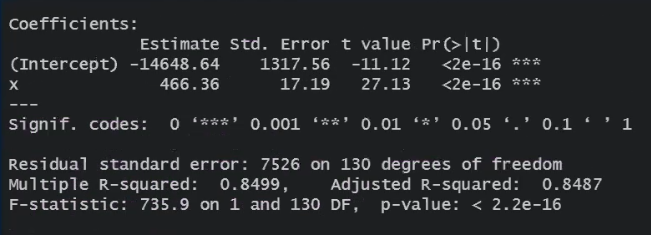 Coefficients:
Estimate Std. Error t value Pr(>|t|)
(Intercept) -14648.64 1317.56 -11.12 <2e-16 ***
x 466.36 17.19 27.13 <2e-16 ***
---
Signif. codes: 0 ‘***’ 0.001 ‘**’ 0.01 ‘*’ 0.05 ‘.’ 0.1 ‘ ’ 1
Residual standard error: 7526 on 130 degrees of freedom
Multiple R-squared: 0.8499, Adjusted R-squared: 0.8487
F-statistic: 735.9 on 1 and 130 DF, p-value: < 2.2e-16